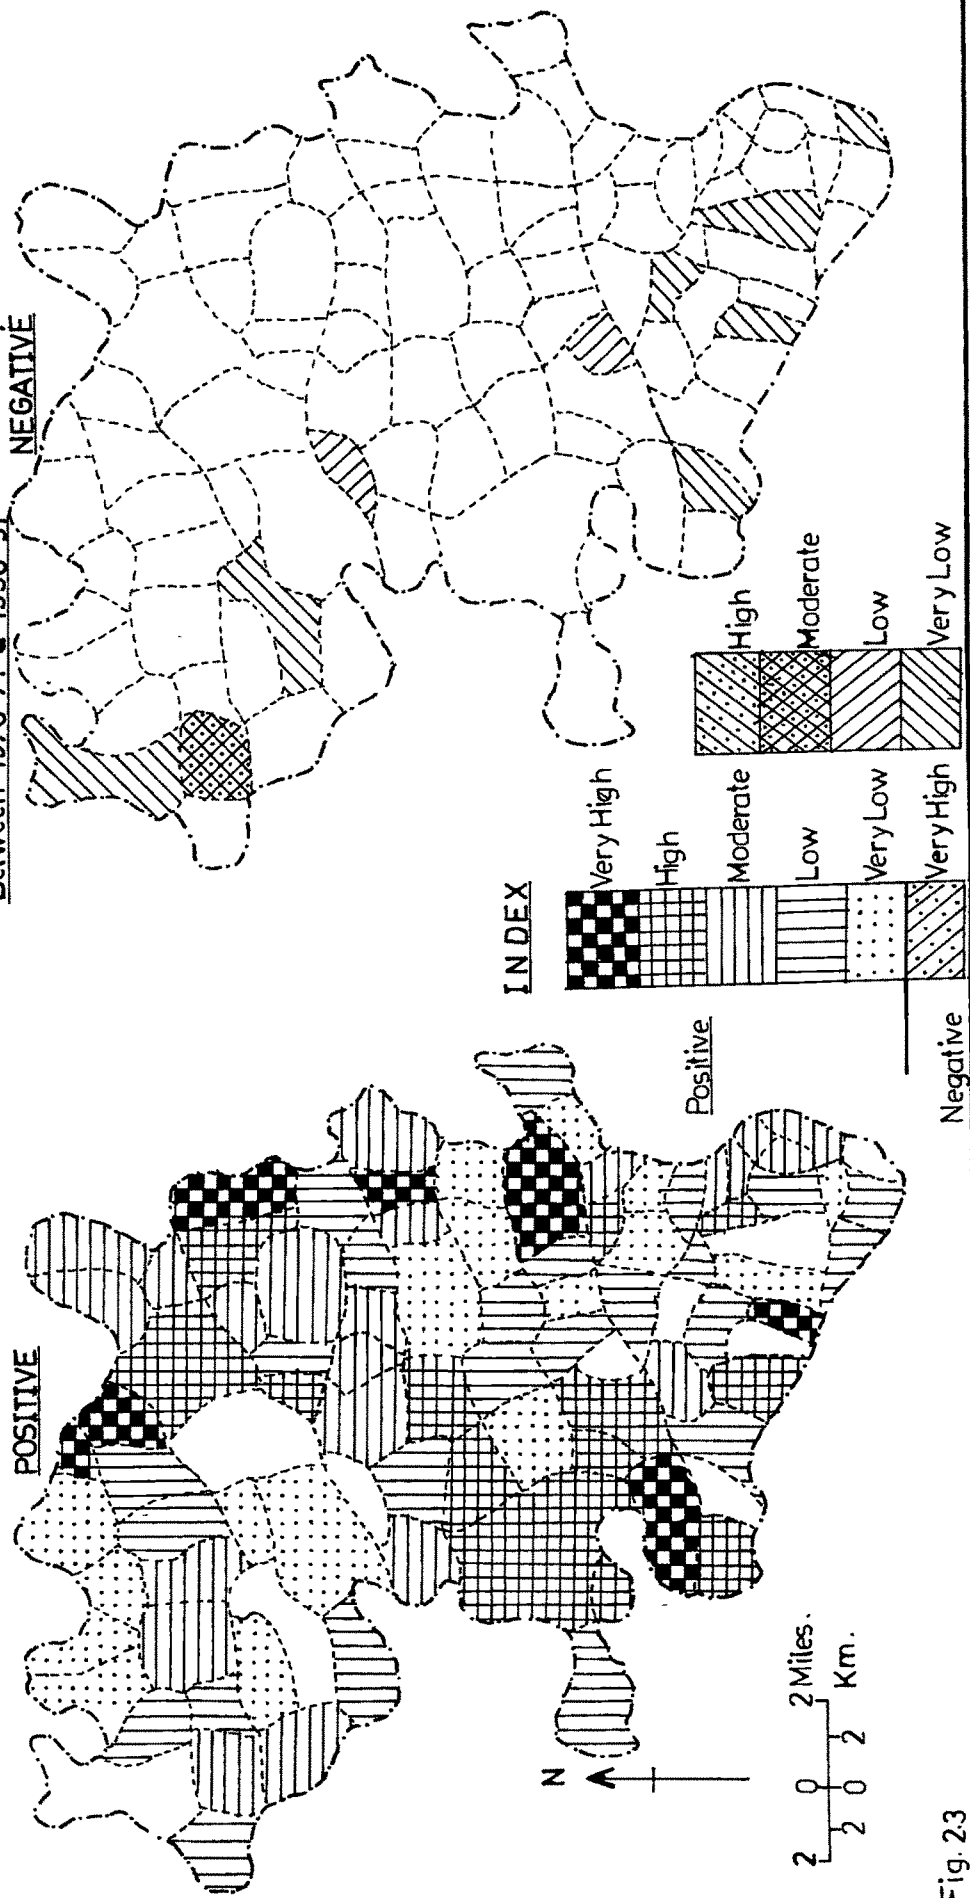 POSITIVE
NEGATIVE
INDEX
Positive
Very High
High
Moderate
Low
Very Low
Negative
Very High
High
Moderate
Low
Very Low
N
2 0 2 Miles.
2 0 2 Km.
Fig. 2.3